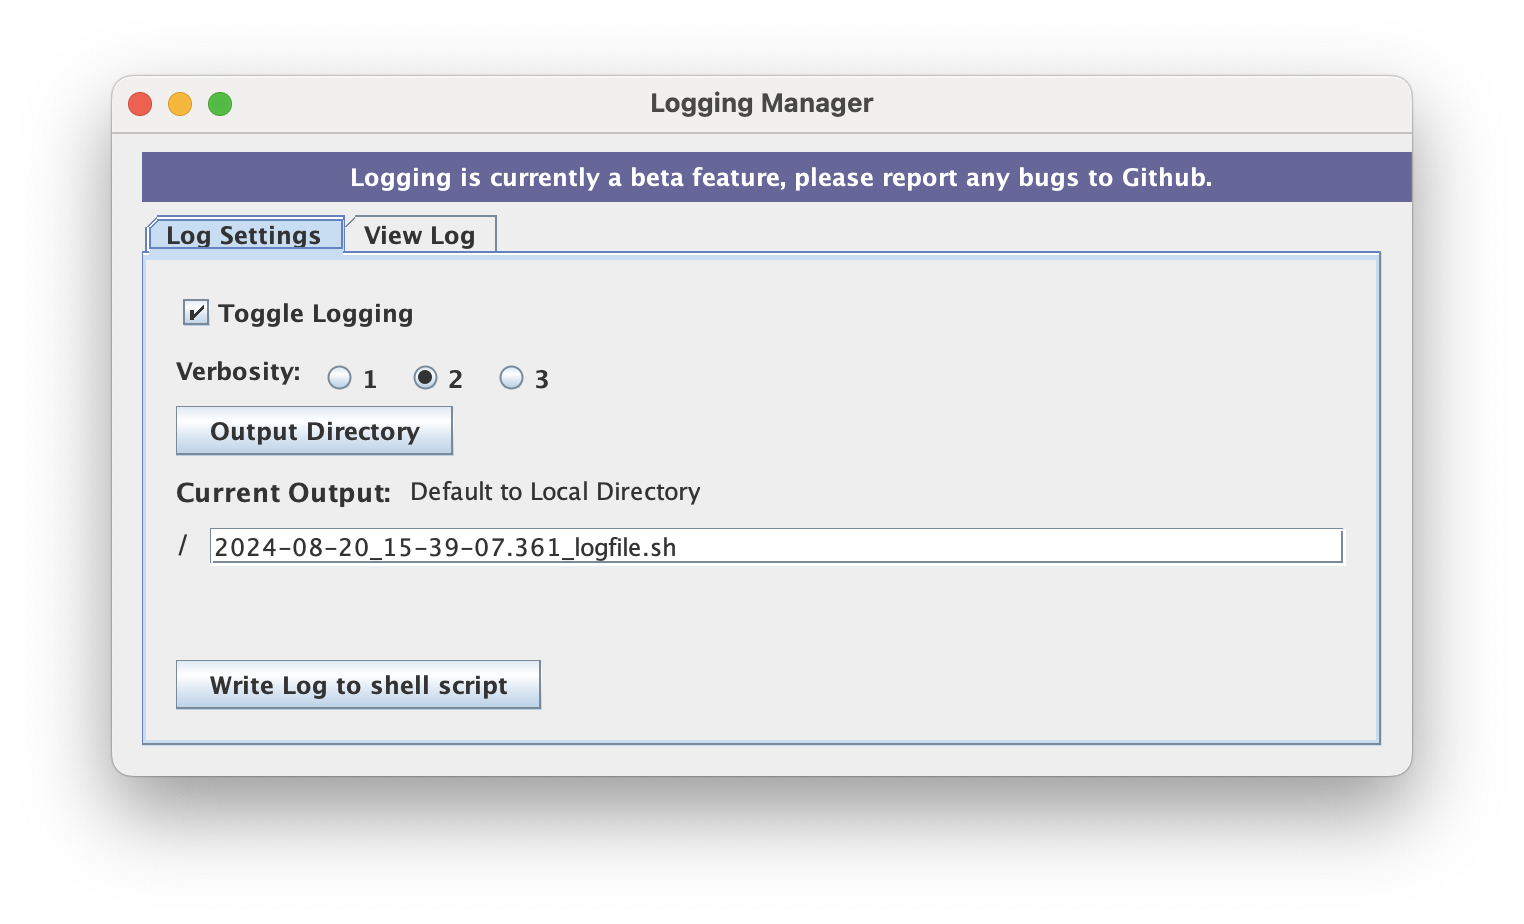 Logging Manager
Logging is currently a beta feature, please report any bugs to Github.
Log Settings View Log
Toggle Logging
Verbosity: 1 2 3
Output Directory
Current Output: Default to Local Directory
/ 2024-08-20_15-39-07.361_logfile.sh
Write Log to shell script